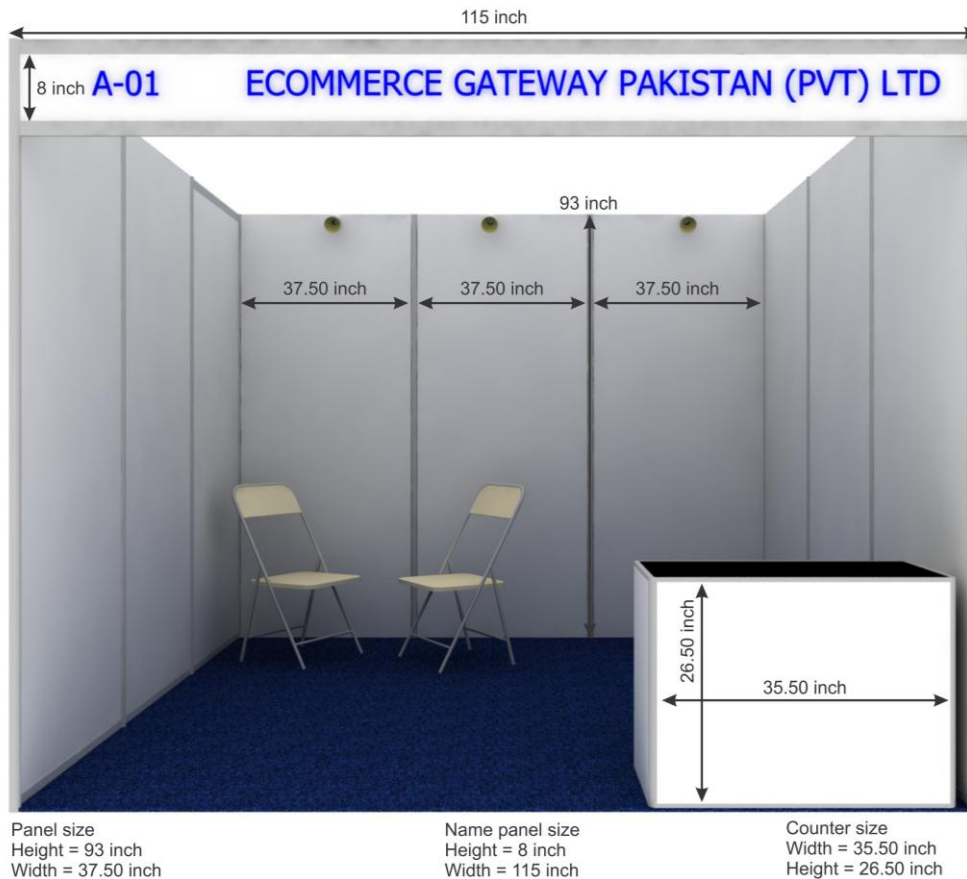 115 inch
8 inch A-01 ECOMMERCE GATEWAY PAKISTAN (PVT) LTD
93 inch
37.50 inch 37.50 inch 37.50 inch
26.50 inch
35.50 inch
Panel size
Height = 93 inch
Width = 37.50 inch
Name panel size
Height = 8 inch
Width = 115 inch
Counter size
Width = 35.50 inch
Height = 26.50 inch